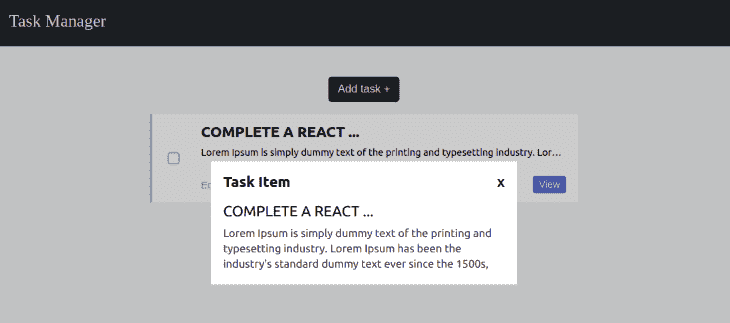 Task Manager
Add task +
COMPLETE A REACT ...
Lorem Ipsum is simply dummy text of the printing and typesetting industry. Lor...
View
Task Item
x
COMPLETE A REACT ...
Lorem Ipsum is simply dummy text of the printing and
typesetting industry. Lorem Ipsum has been the
industry's standard dummy text ever since the 1500s,